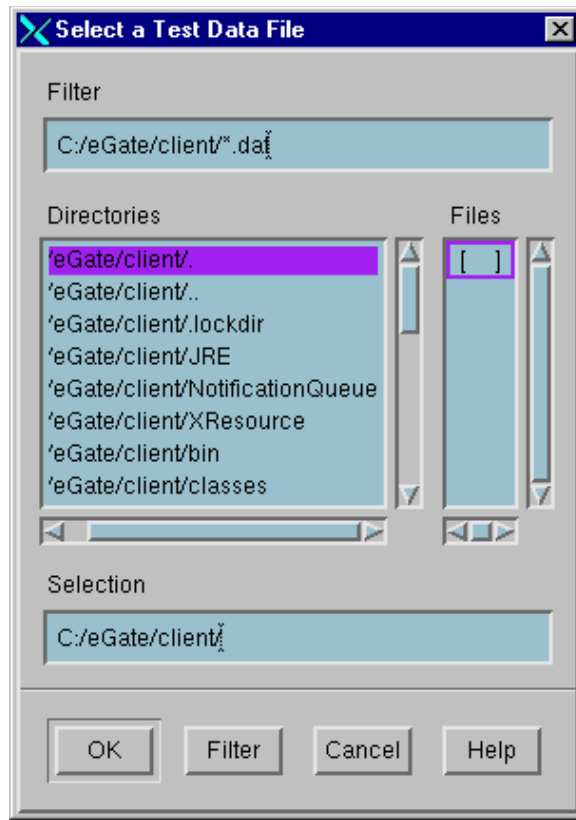 Select a Test Data File
Filter
C:/eGate/client/*.dat
Directories
Files
'eGate/client/.
'eGate/client/..
'eGate/client/.lockdir
'eGate/client/JRE
'eGate/client/NotificationQueue
'eGate/client/XResource
'eGate/client/bin
'eGate/client/classes
[ ]
Selection
C:/eGate/client/
OK
Filter
Cancel
Help